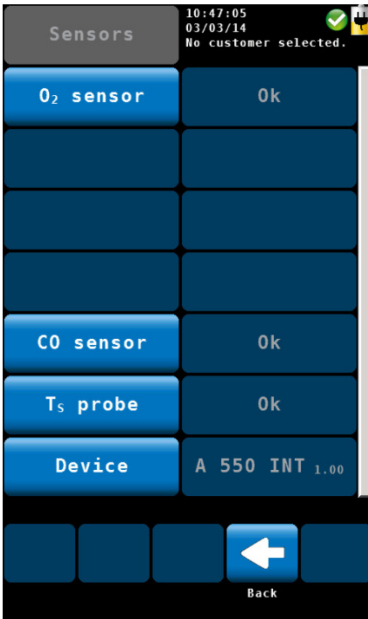 Sensors
10:47:05
03/03/14
No customer selected.
O₂ sensor Ok
CO sensor Ok
Tₛ probe Ok
Device A 550 INT 1.00
Back